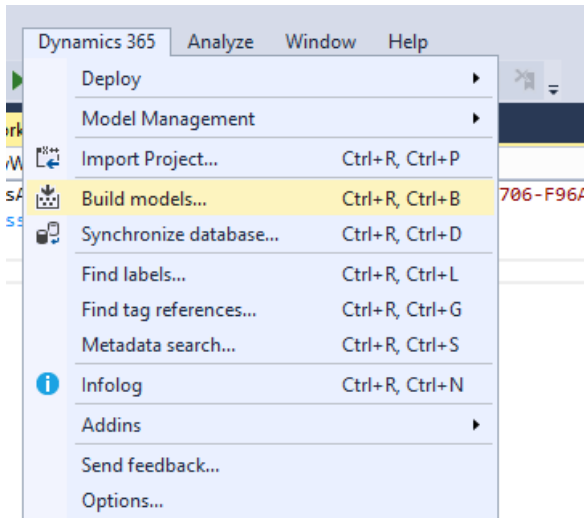 Dynamics 365 Analyze Window Help
Deploy
Model Management
Import Project... Ctrl+R, Ctrl+P
Build models... Ctrl+R, Ctrl+B
706-F96A
Synchronize database... Ctrl+R, Ctrl+D
Find labels... Ctrl+R, Ctrl+L
Find tag references... Ctrl+R, Ctrl+G
Metadata search... Ctrl+R, Ctrl+S
Infolog Ctrl+R, Ctrl+N
Addins
Send feedback...
Options...